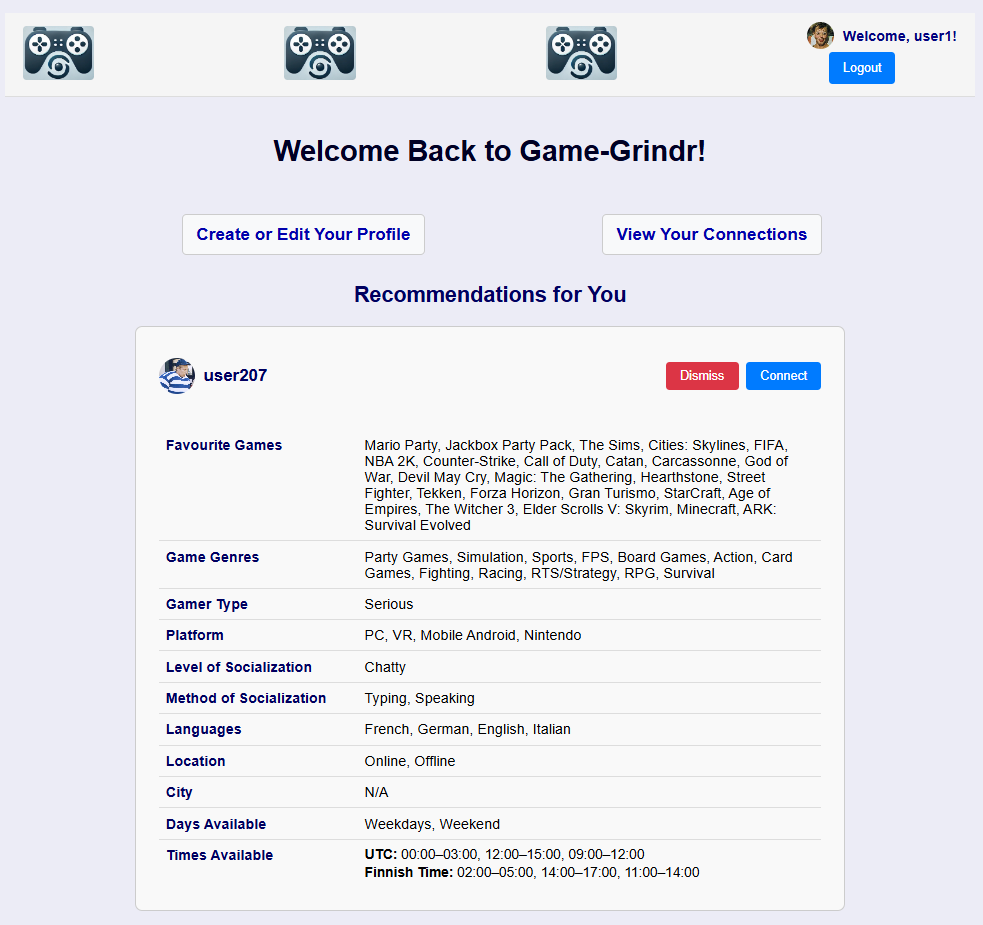 Welcome, user1!
Logout
Welcome Back to Game-Grindr!
Create or Edit Your Profile
View Your Connections
Recommendations for You
user207
Dismiss
Connect
Favourite Games
Mario Party, Jackbox Party Pack, The Sims, Cities: Skylines, FIFA,
NBA 2K, Counter-Strike, Call of Duty, Catan, Carcassonne, God of
War, Devil May Cry, Magic: The Gathering, Hearthstone, Street
Fighter, Tekken, Forza Horizon, Gran Turismo, StarCraft, Age of
Empires, The Witcher 3, Elder Scrolls V: Skyrim, Minecraft, ARK:
Survival Evolved
Game Genres
Party Games, Simulation, Sports, FPS, Board Games, Action, Card
Games, Fighting, Racing, RTS/Strategy, RPG, Survival
Gamer Type
Serious
Platform
PC, VR, Mobile Android, Nintendo
Level of Socialization
Chatty
Method of Socialization
Typing, Speaking
Languages
French, German, English, Italian
Location
Online, Offline
City
N/A
Days Available
Weekdays, Weekend
Times Available
UTC: 00:00–03:00, 12:00–15:00, 09:00–12:00
Finnish Time: 02:00–05:00, 14:00–17:00, 11:00–14:00